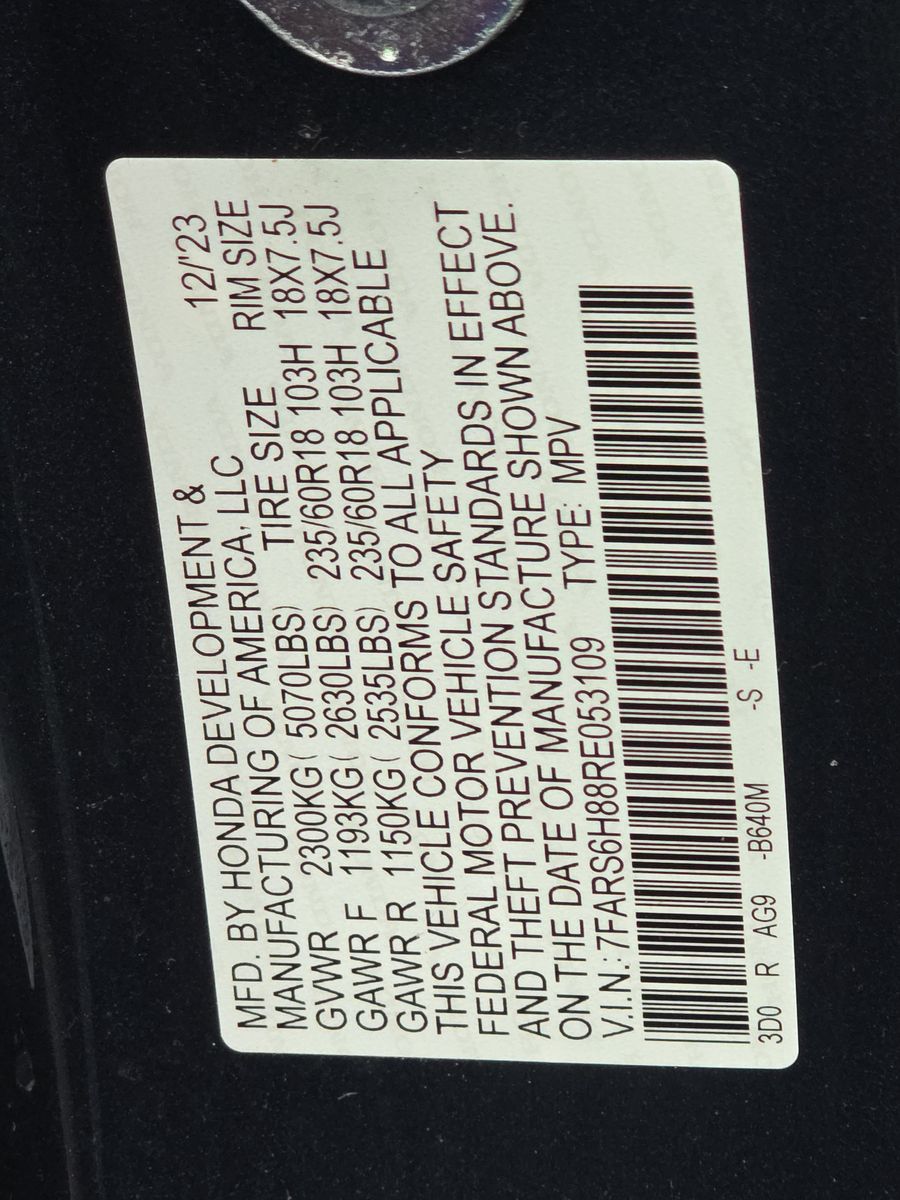 MFD. BY HONDA DEVELOPMENT &
MANUFACTURING OF AMERICA, LLC 12/'23
GVWR 2300KG( 5070LBS) TIRE SIZE RIM SIZE
GAWR F 1193KG( 2630LBS) 235/60R18 103H 18X7.5J
GAWR R 1150KG( 2535LBS) 235/60R18 103H 18X7.5J
THIS VEHICLE CONFORMS TO ALL APPLICABLE
FEDERAL MOTOR VEHICLE SAFETY
AND THEFT PREVENTION STANDARDS IN EFFECT
ON THE DATE OF MANUFACTURE SHOWN ABOVE.
V.I.N.:7FARS6H88RE053109 TYPE: MPV
3D0 R AG9 -B640M -S -E